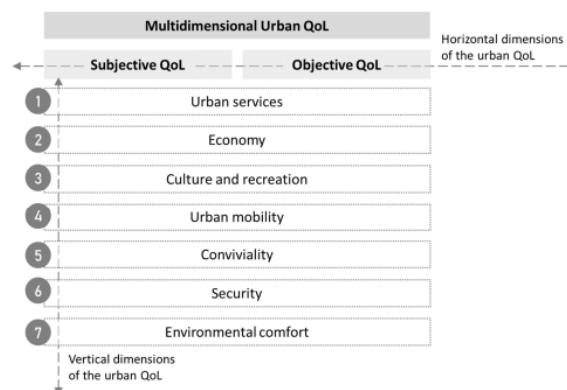 Multidimensional Urban QoL
Horizontal dimensions
of the urban QoL
Subjective QoL
Objective QoL
1
Urban services
2
Economy
3
Culture and recreation
4
Urban mobility
5
Conviviality
6
Security
7
Environmental comfort
Vertical dimensions
of the urban QoL